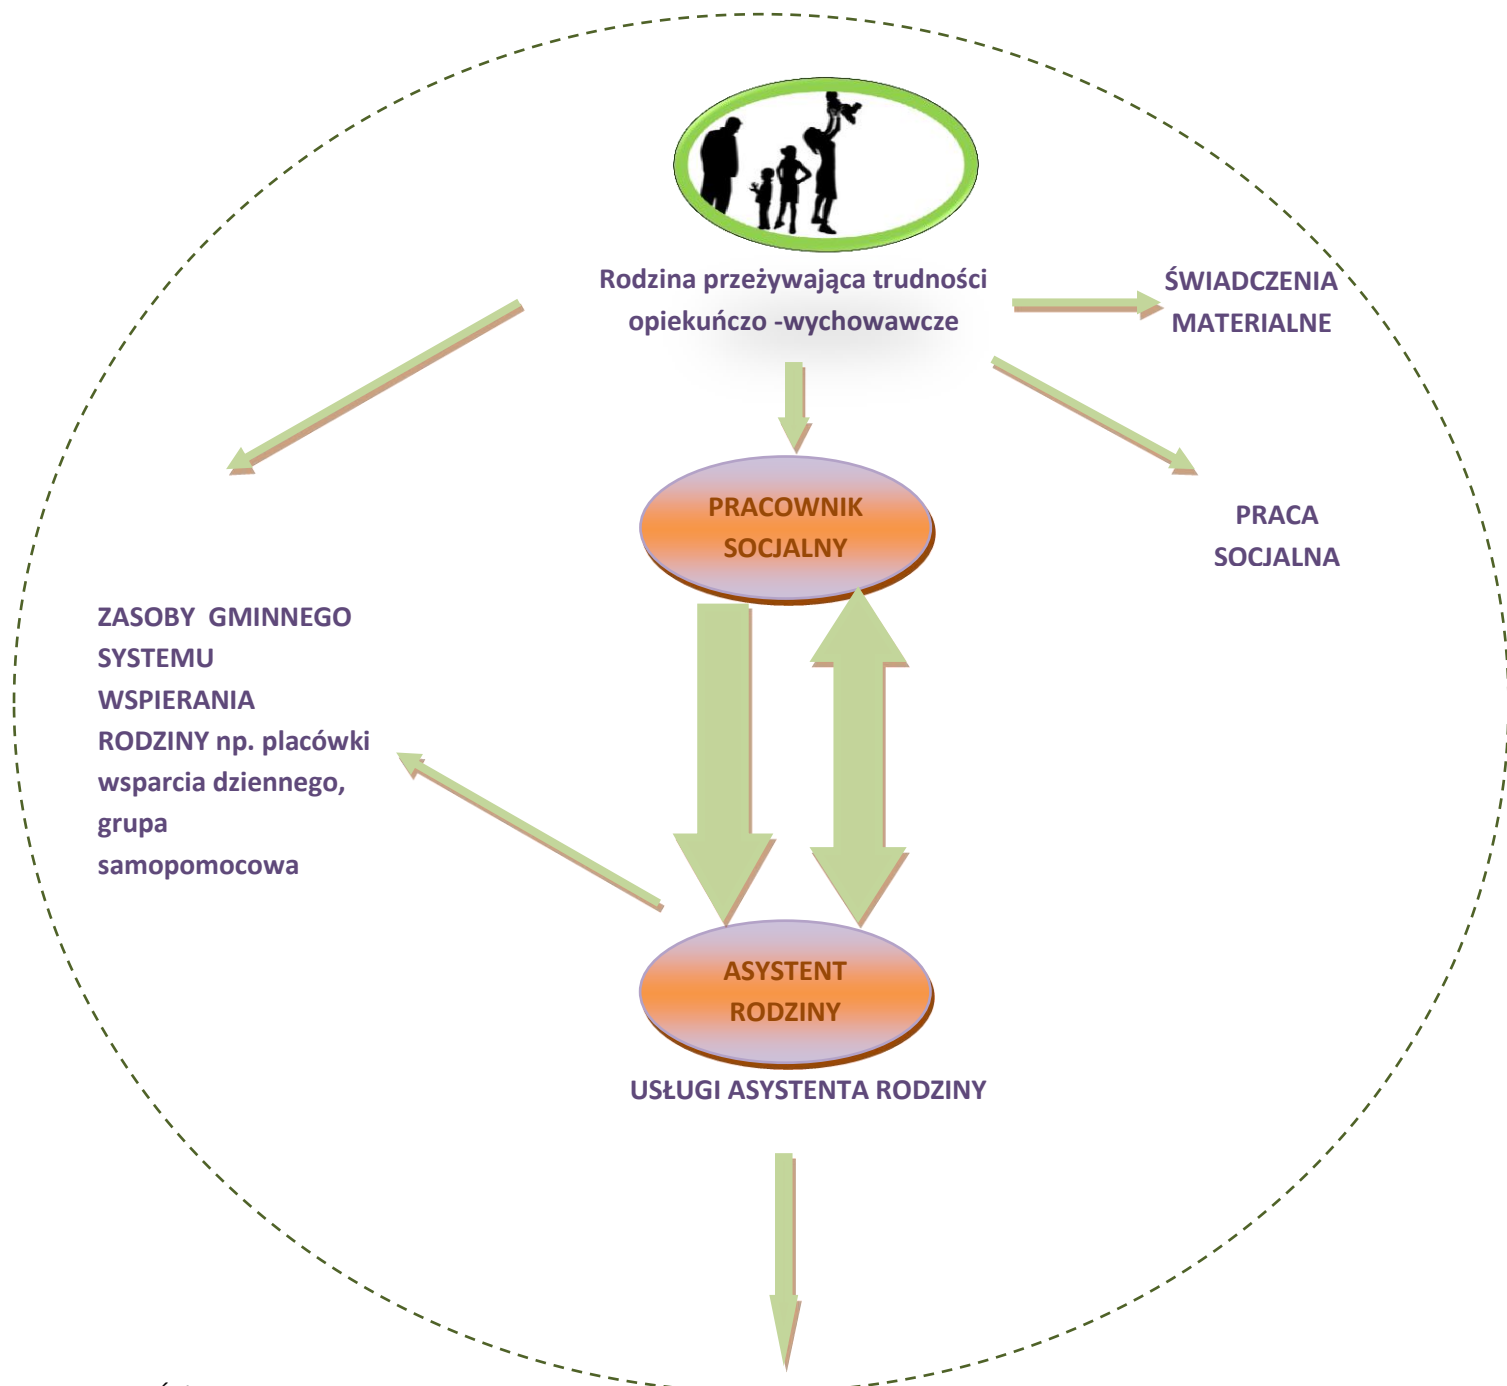 Rodzina przeżywająca trudności
opiekuńczo -wychowawcze
ŚWIADCZENIA
MATERIALNE
PRACOWNIK
SOCJALNY
PRACA
SOCJALNA
ZASOBY GMINNEGO
SYSTEMU
WSPIERANIA
RODZINY np. placówki
wsparcia dziennego,
grupa
samopomocowa
ASYSTENT
RODZINY
USŁUGI ASYSTENTA RODZINY